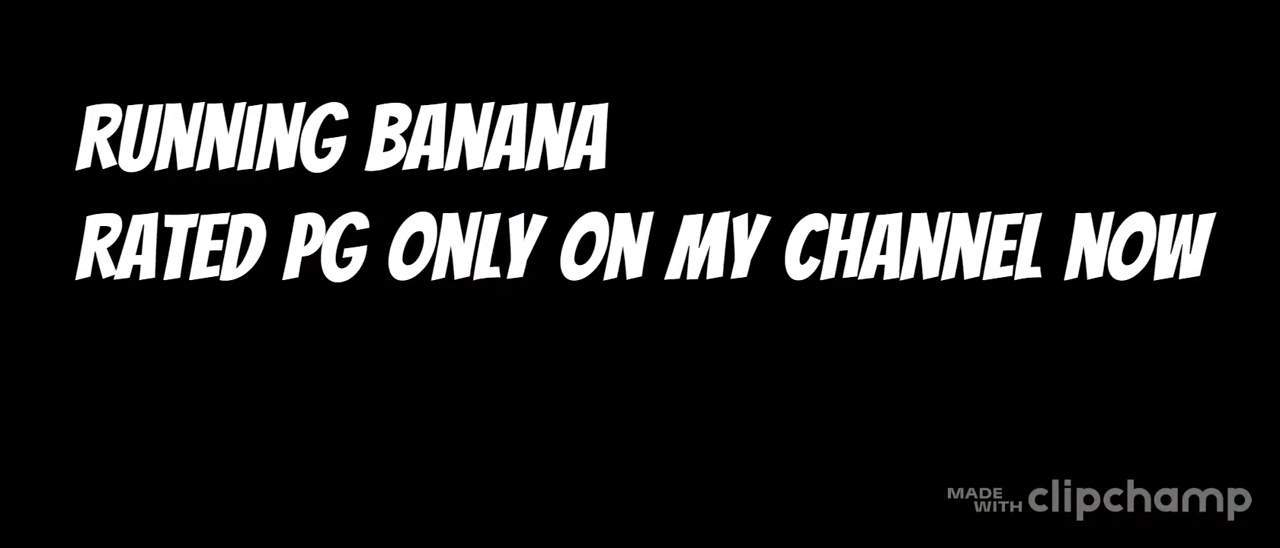 RUNNING BANANA
RATED PG ONLY ON MY CHANNEL NOW
MADE WITH clipchamp